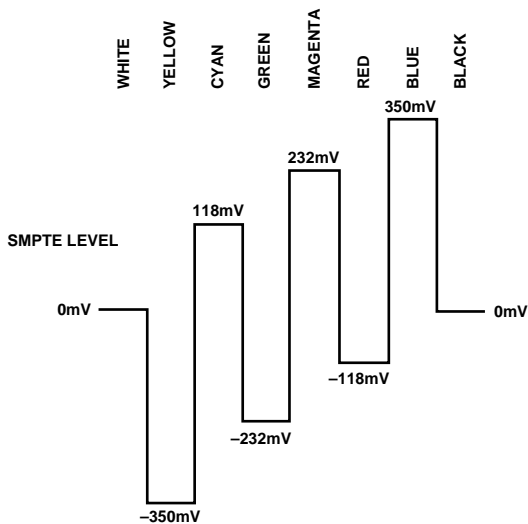 WHITE
YELLOW
CYAN
GREEN
MAGENTA
RED
BLUE
BLACK
350mV
232mV
118mV
SMPTE LEVEL
0mV
0mV
–118mV
–232mV
–350mV